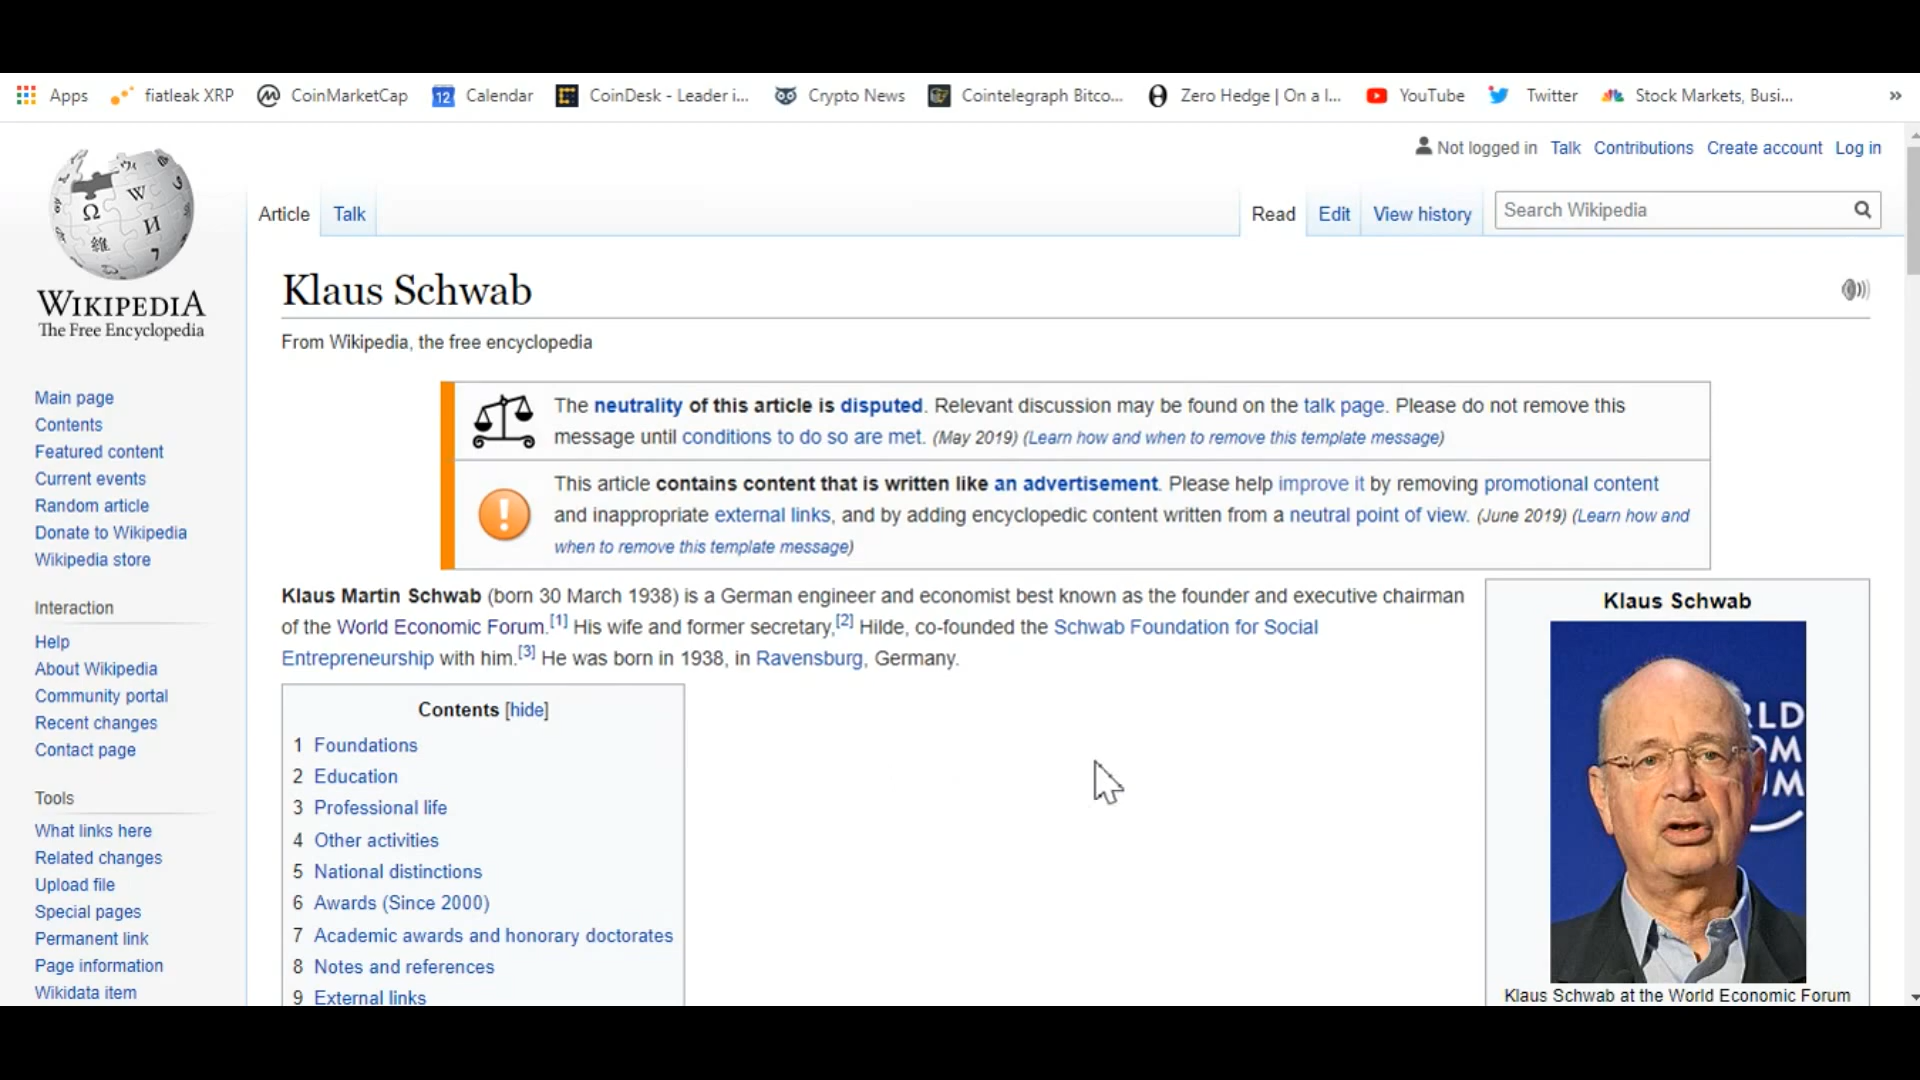 Apps fiatleak XRP CoinMarketCap 12 Calendar CoinDesk - Leader i... Crypto News Cointelegraph Bitco... Zero Hedge | On a l... YouTube Twitter Stock Markets, Busi... »
Not logged in Talk Contributions Create account Log in
Article Talk Read Edit View history Search Wikipedia
WIKIPEDIA
The Free Encyclopedia
Klaus Schwab
From Wikipedia, the free encyclopedia
Main page
Contents
Featured content
Current events
Random article
Donate to Wikipedia
Wikipedia store
Interaction
Help
About Wikipedia
Community portal
Recent changes
Contact page
Tools
What links here
Related changes
Upload file
Special pages
Permanent link
Page information
Wikidata item
The neutrality of this article is disputed. Relevant discussion may be found on the talk page. Please do not remove this
message until conditions to do so are met. (May 2019) (Learn how and when to remove this template message)
This article contains content that is written like an advertisement. Please help improve it by removing promotional content
and inappropriate external links, and by adding encyclopedic content written from a neutral point of view. (June 2019) (Learn how and
when to remove this template message)
Klaus Martin Schwab (born 30 March 1938) is a German engineer and economist best known as the founder and executive chairman
of the World Economic Forum.[1] His wife and former secretary,[2] Hilde, co-founded the Schwab Foundation for Social
Entrepreneurship with him.[3] He was born in 1938, in Ravensburg, Germany.
Contents [hide]
1 Foundations
2 Education
3 Professional life
4 Other activities
5 National distinctions
6 Awards (Since 2000)
7 Academic awards and honorary doctorates
8 Notes and references
9 External links
Klaus Schwab
RLD
OM
UM
Klaus Schwab at the World Economic Forum